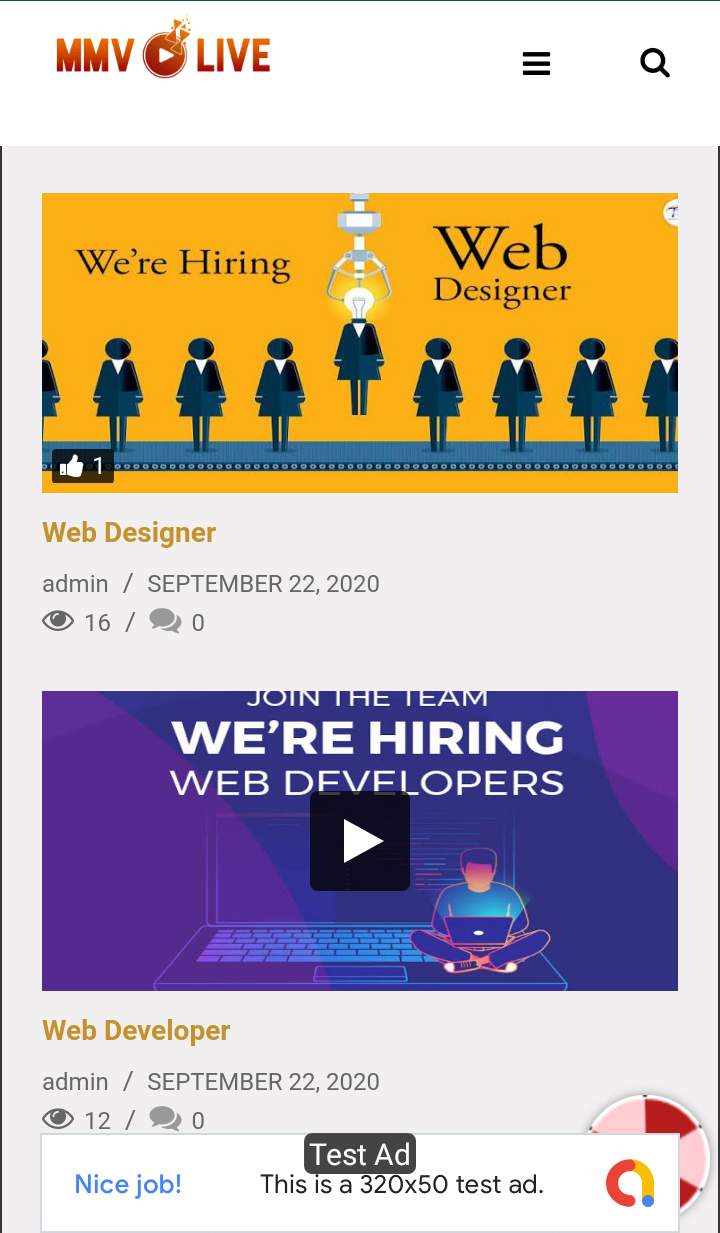 MMV LIVE
We're Hiring
Web
Designer
1
Web Designer
admin / SEPTEMBER 22, 2020
16 / 0
JOIN THE TEAM
WE'RE HIRING
WEB DEVELOPERS
Web Developer
admin / SEPTEMBER 22, 2020
12 / 0
Test Ad
Nice job! This is a 320x50 test ad.